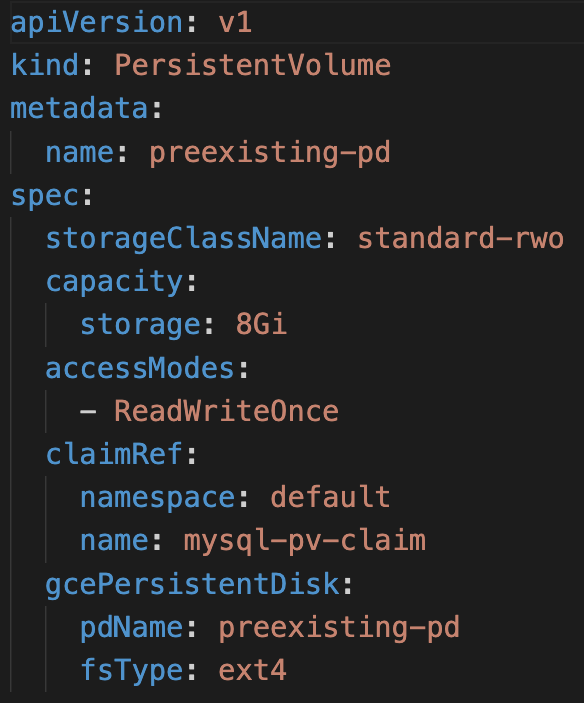 apiVersion: v1
kind: PersistentVolume
metadata:
  name: preexisting-pd
spec:
  storageClassName: standard-rwo
  capacity:
    storage: 8Gi
  accessModes:
    - ReadWriteOnce
  claimRef:
    namespace: default
    name: mysql-pv-claim
  gcePersistentDisk:
    pdName: preexisting-pd
    fsType: ext4